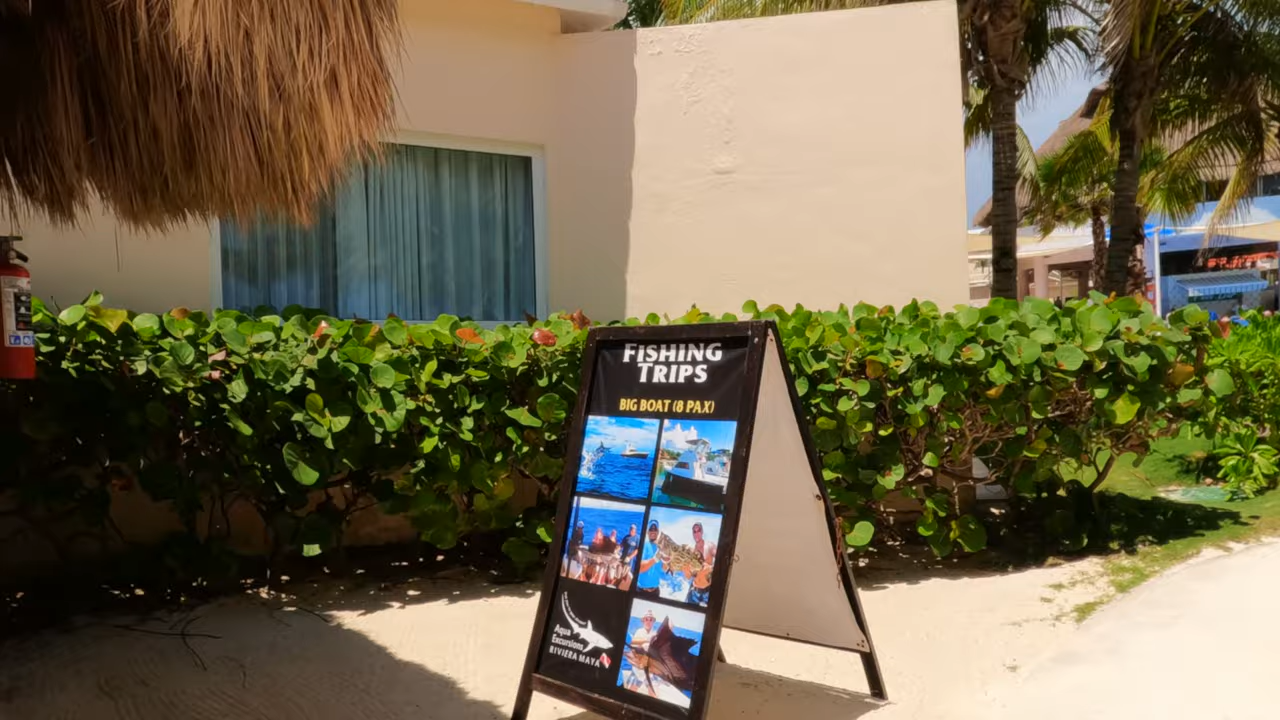 FISHING
TRIPS
BIG BOAT (8 PAX)
Aqua
Excursions
RIVIERA MAYA